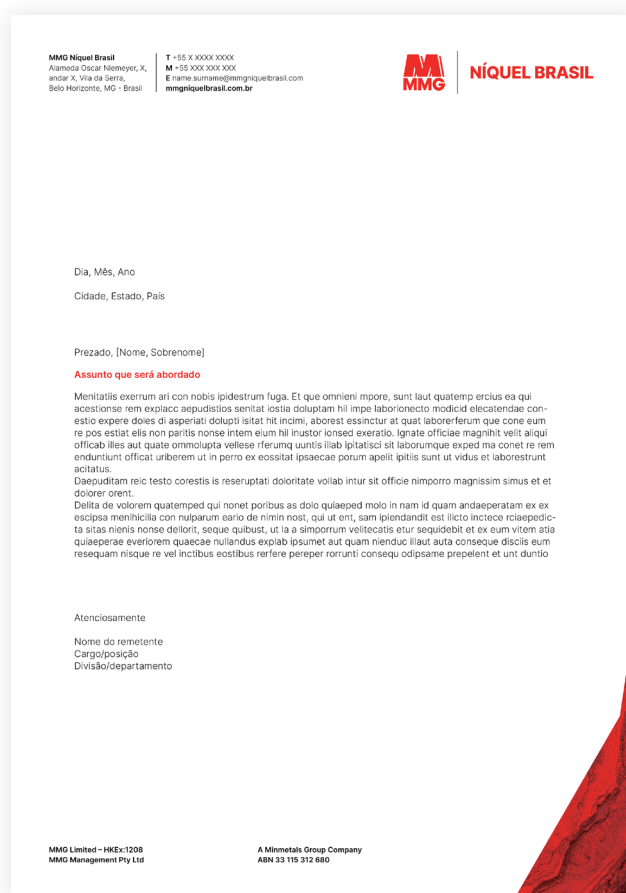 MMG Níquel Brasil
Alameda Oscar Niemeyer, X,
andar X, Vila da Serra,
Belo Horizonte, MG - Brasil
T +55 X XXXX XXXX
M +55 XXX XXX XXX
E name.surname@mmgniquelbrasil.com
mmgniquelbrasil.com.br
MMG
NÍQUEL BRASIL
Dia, Mês, Ano
Cidade, Estado, País
Prezado, [Nome, Sobrenome]
Assunto que será abordado
Menitatiis exerrum ari con nobis ipidestrum fuga. Et que omnieni mpore, sunt laut quatemp ercius ea qui
acestionse rem explacc aepudistios senitat iostia doluptam hil impe laborionecto modicid elecatendae con-
estio expere doles di asperiati dolupti isitat hit incimi, aborest essinctur at quat laborerferum que cone eum
re pos estiat elis non paritis nonse intem eium hil inustor ionsed exeratio. Ignate officiae magnihit velit aliqui
officab illes aut quate ommolupta vellese rferumq uuntis illab ipitatisci sit laborumque exped ma conet re rem
enduntiunt officat uriberem ut in perro ex eossitat ipsaecae porum apelit ipitiis sunt ut vidus et laborestrunt
acitatus.
Daepuditam reic testo corestis is reseruptati doloritate vollab intur sit officie nimporro magnissim simus et et
dolorer orent.
Delita de volorem quatemped qui nonet poribus as dolo quiaeped molo in nam id quam andaeperatam ex ex
escipsa menihicilia con nulparum eario de nimin nost, qui ut ent, sam ipiendandit est ilicto inctece rciaepedic-
ta sitas nienis nonse dellorit, seque quibust, ut la a simporrum velitecatis etur sequidebit et ex eum vitem atia
quiaeperae everiorem quaecae nullandus explab ipsumet aut quam nienduc illaut auta conseque disciis eum
resequam nisque re vel inctibus eostibus rerfere pereper rorrunti consequ odipsame prepelent et unt duntio
Atenciosamente
Nome do remetente
Cargo/posição
Divisão/departamento
MMG Limited – HKEx:1208
MMG Management Pty Ltd
A Minmetals Group Company
ABN 33 115 312 680